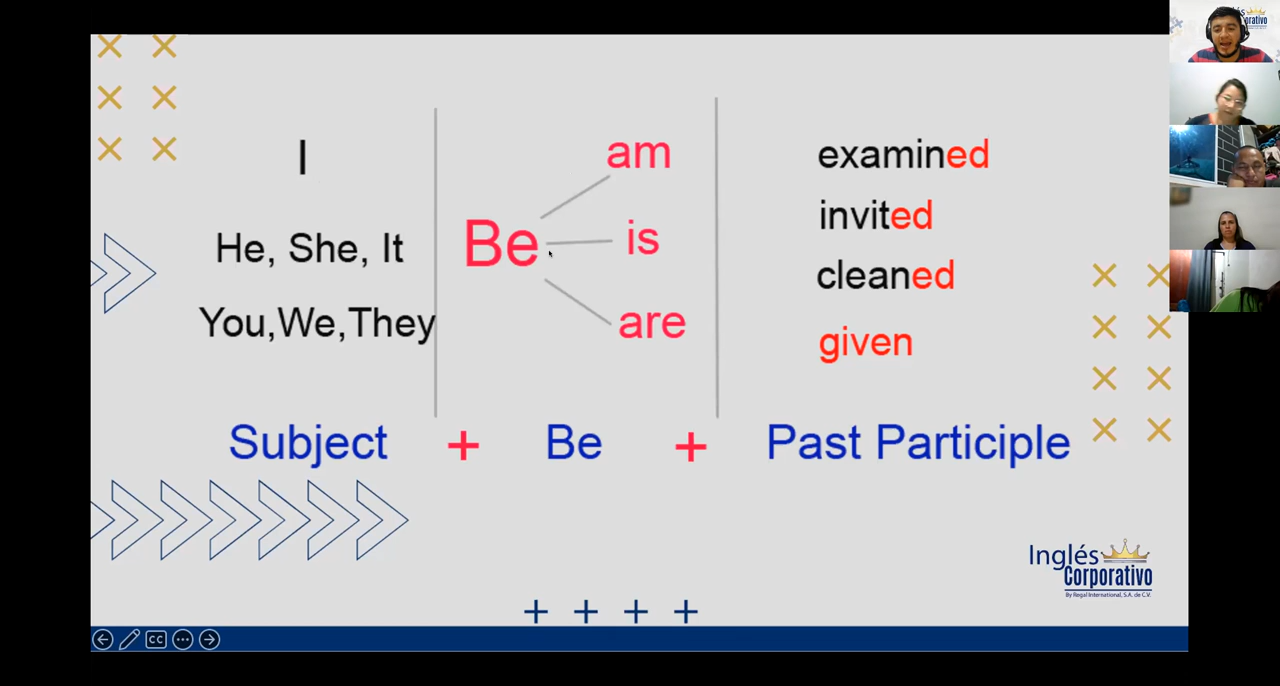 I
He, She, It
You,We,They
Be
am
is
are
examined
invited
cleaned
given
Subject + Be + Past Participle
Inglés
Corporativo
By Regal International, S.A. de C.V.
CC